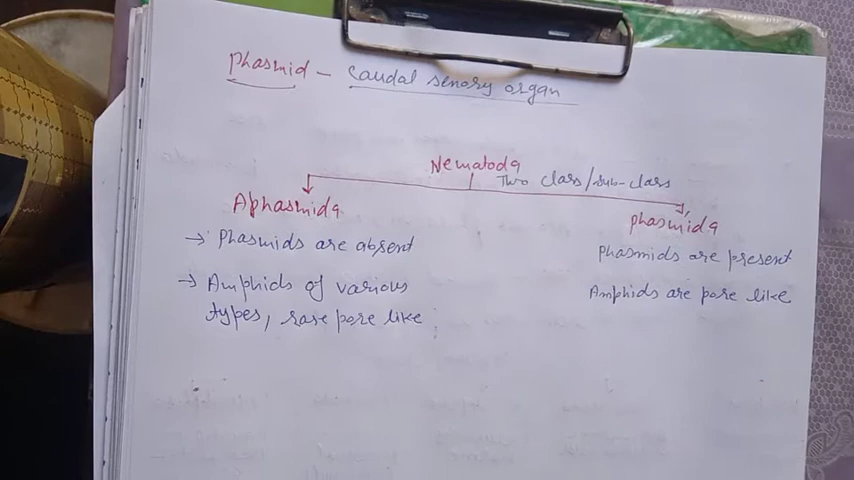 Phasmid - Caudal sensory organ
Nematoda
Two class/sub-class
Aphasmida
Phasmida
→ Phasmids are absent
Phasmids are present
→ Amphids of various
types, rare pore like
Amphids are pore like